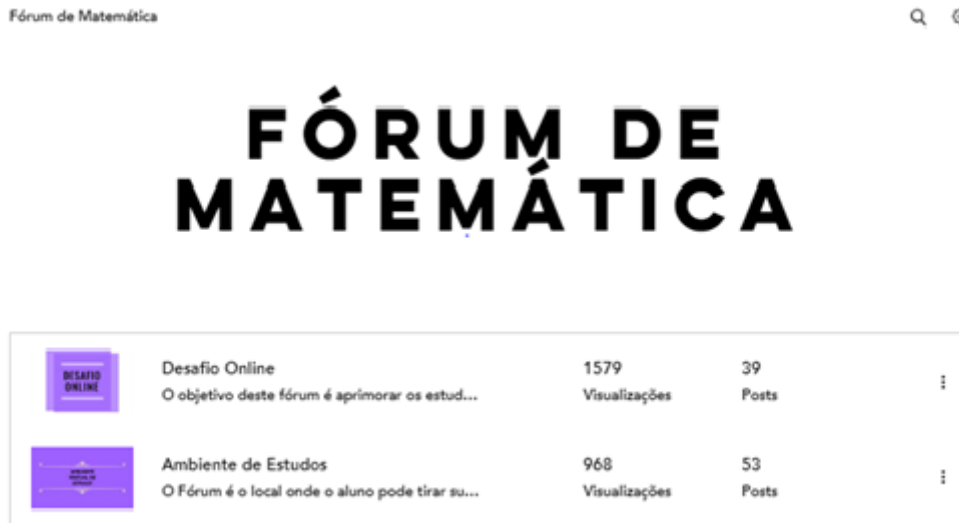 Fórum de Matemática
FÓRUM DE
MATEMÁTICA
DESAFIO
ONLINE
Desafio Online
1579
39
O objetivo deste fórum é aprimorar os estud...
Visualizações
Posts
Ambiente de Estudos
968
53
O Fórum é o local onde o aluno pode tirar su...
Visualizações
Posts